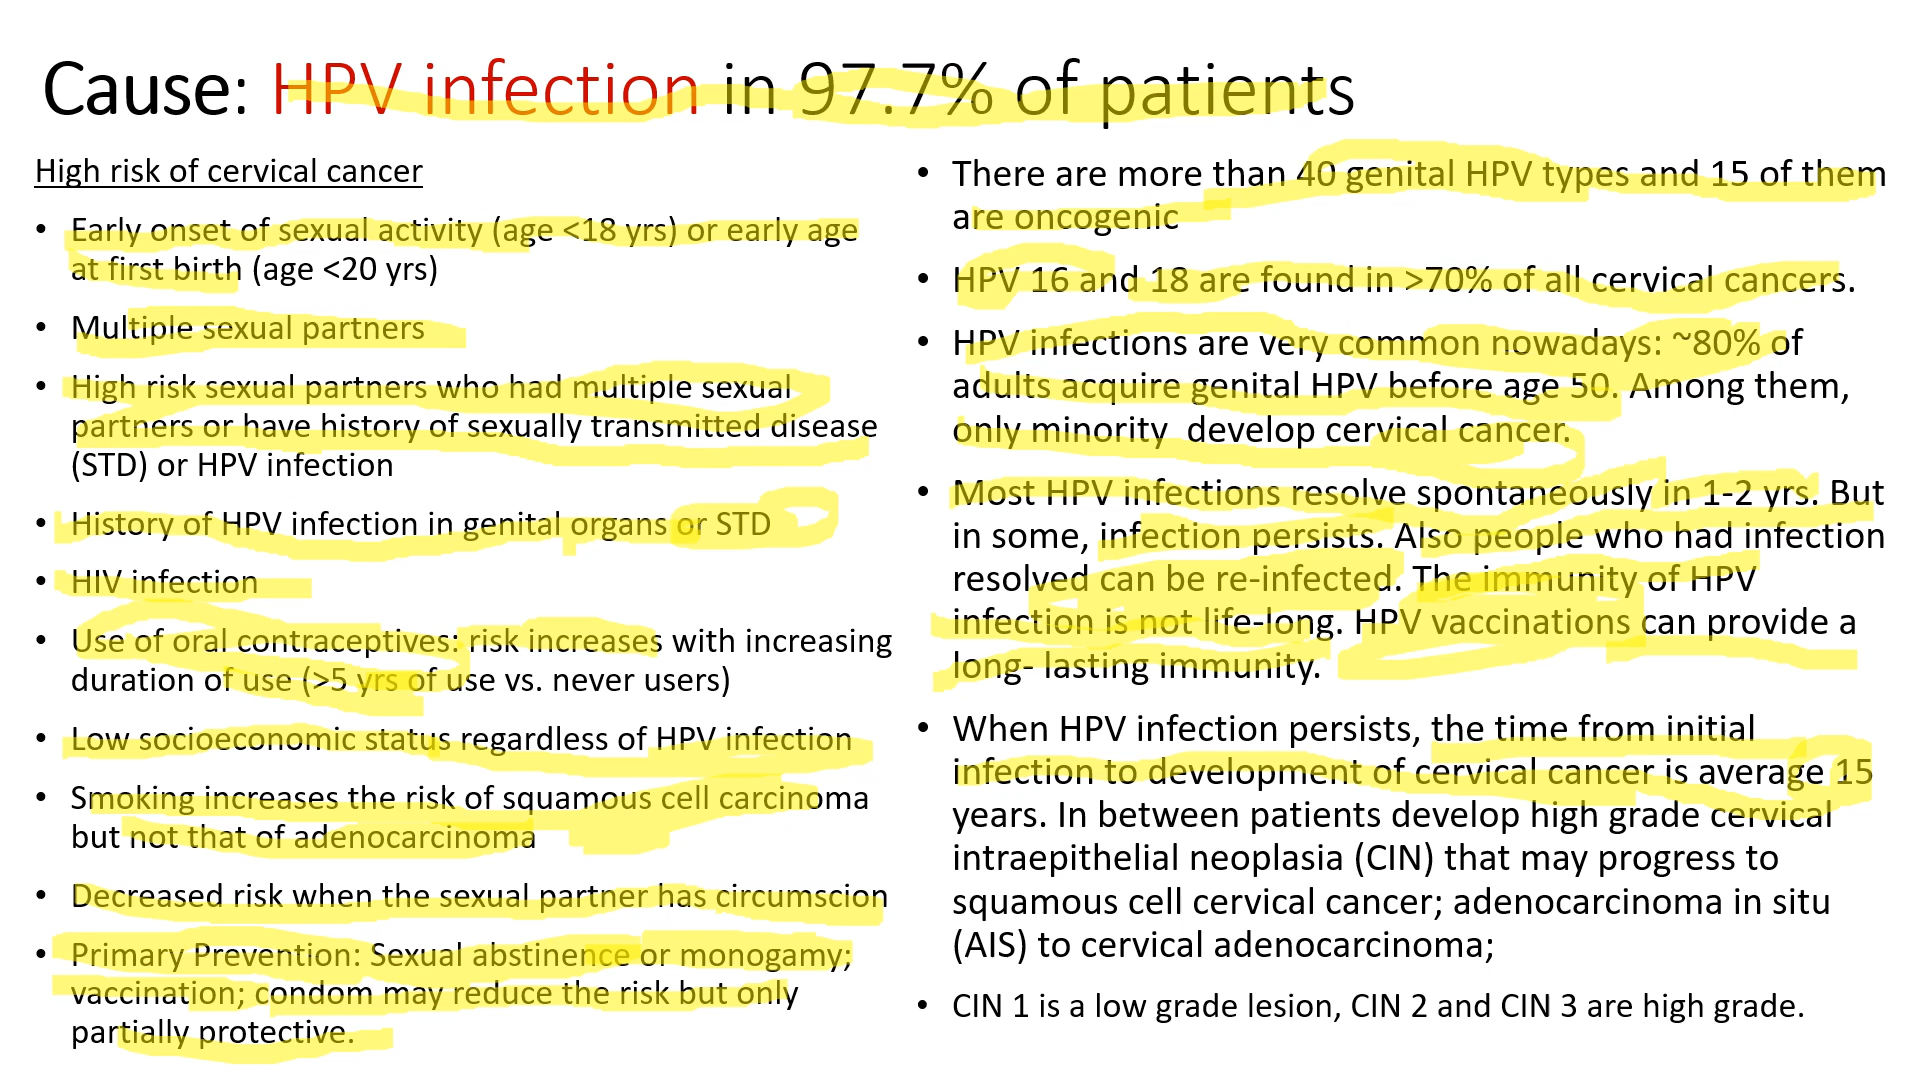 Cause: HPV infection in 97.7% of patients
High risk of cervical cancer
• Early onset of sexual activity (age <18 yrs) or early age
at first birth (age <20 yrs)
• Multiple sexual partners
• High risk sexual partners who had multiple sexual
partners or have history of sexually transmitted disease
(STD) or HPV infection
• History of HPV infection in genital organs or STD
• HIV infection
• Use of oral contraceptives: risk increases with increasing
duration of use (>5 yrs of use vs. never users)
• Low socioeconomic status regardless of HPV infection
• Smoking increases the risk of squamous cell carcinoma
but not that of adenocarcinoma
• Decreased risk when the sexual partner has circumscion
• Primary Prevention: Sexual abstinence or monogamy;
vaccination; condom may reduce the risk but only
partially protective.
• There are more than 40 genital HPV types and 15 of them
are oncogenic
• HPV 16 and 18 are found in >70% of all cervical cancers.
• HPV infections are very common nowadays: ~80% of
adults acquire genital HPV before age 50. Among them,
only minority develop cervical cancer.
• Most HPV infections resolve spontaneously in 1-2 yrs. But
in some, infection persists. Also people who had infection
resolved can be re-infected. The immunity of HPV
infection is not life-long. HPV vaccinations can provide a
long- lasting immunity.
• When HPV infection persists, the time from initial
infection to development of cervical cancer is average 15
years. In between patients develop high grade cervical
intraepithelial neoplasia (CIN) that may progress to
squamous cell cervical cancer; adenocarcinoma in situ
(AIS) to cervical adenocarcinoma;
• CIN 1 is a low grade lesion, CIN 2 and CIN 3 are high grade.